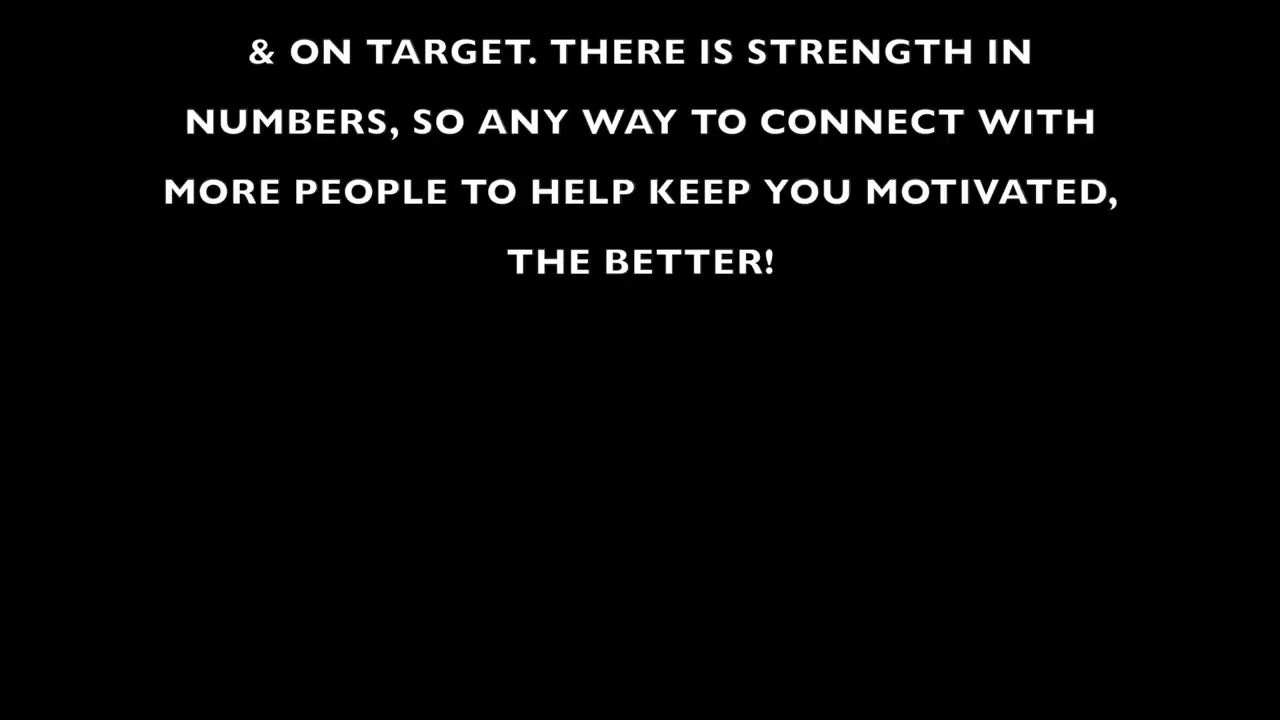 & ON TARGET. THERE IS STRENGTH IN
NUMBERS, SO ANY WAY TO CONNECT WITH
MORE PEOPLE TO HELP KEEP YOU MOTIVATED,
THE BETTER!